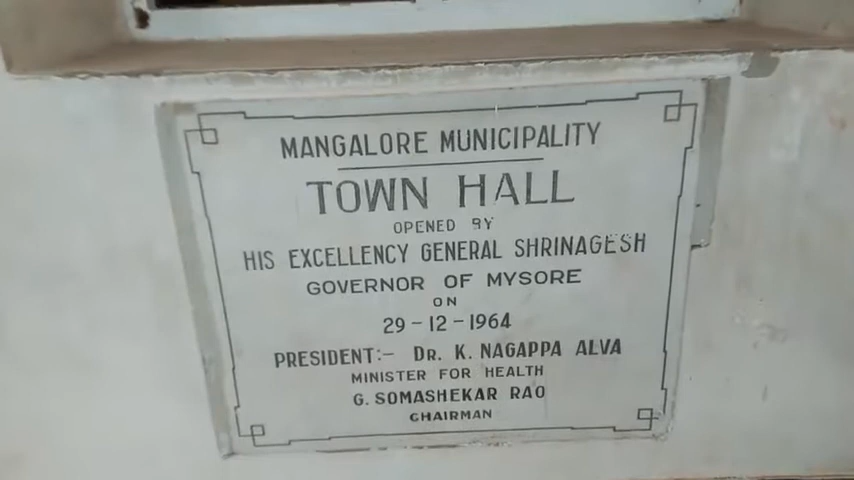 MANGALORE MUNICIPALITY
TOWN HALL
OPENED BY
HIS EXCELLENCY GENERAL SHRINAGESH
GOVERNOR OF MYSORE
ON
29-12-1964
PRESIDENT:- DR. K. NAGAPPA ALVA
MINISTER FOR HEALTH
G. SOMASHEKAR RAO
CHAIRMAN